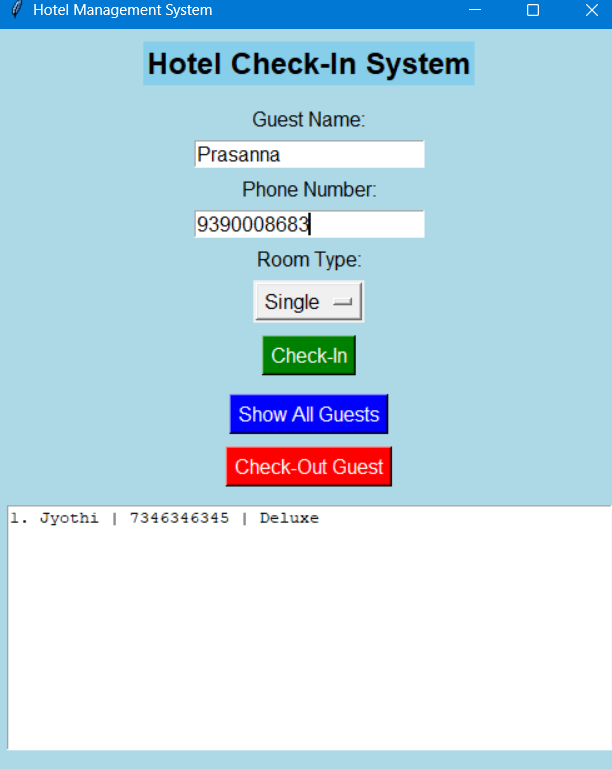 Hotel Management System
Hotel Check-In System
Guest Name:
Prasanna
Phone Number:
9390008683
Room Type:
Single
Check-In
Show All Guests
Check-Out Guest
1. Jyothi | 7346346345 | Deluxe